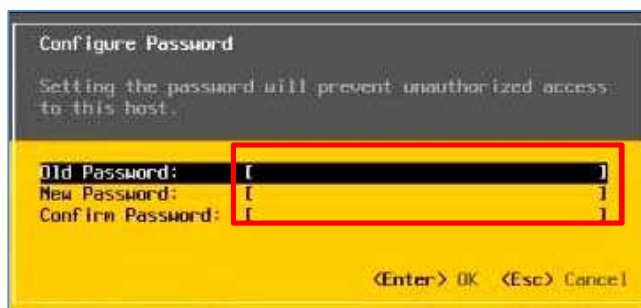 Configure Password
Setting the password will prevent unauthorized access
to this host.
Old Password: [ ]
New Password: [ ]
Confirm Password: [ ]
<Enter> OK <Esc> Cancel